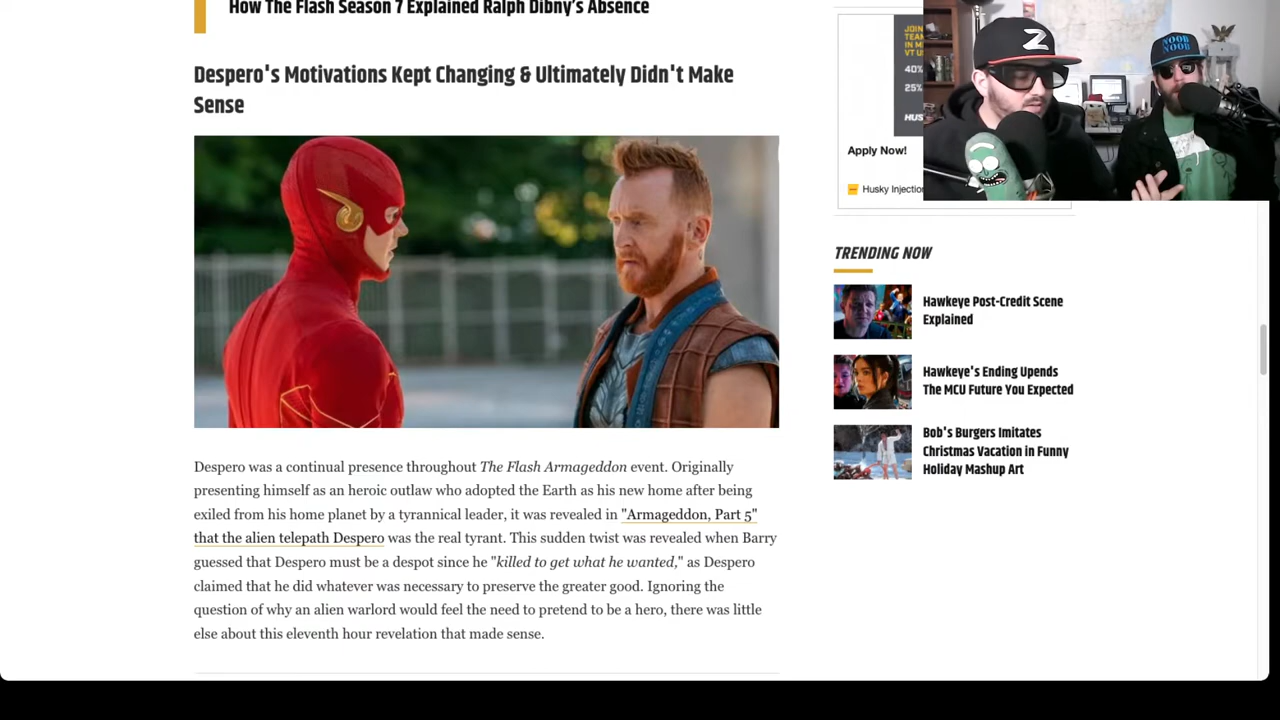 How The Flash Season 7 Explained Ralph Dibny's Absence
Despero's Motivations Kept Changing & Ultimately Didn't Make
Sense
Despero was a continual presence throughout The Flash Armageddon event. Originally
presenting himself as an heroic outlaw who adopted the Earth as his new home after being
exiled from his home planet by a tyrannical leader, it was revealed in "Armageddon, Part 5"
that the alien telepath Despero was the real tyrant. This sudden twist was revealed when Barry
guessed that Despero must be a despot since he "killed to get what he wanted," as Despero
claimed that he did whatever was necessary to preserve the greater good. Ignoring the
question of why an alien warlord would feel the need to pretend to be a hero, there was little
else about this eleventh hour revelation that made sense.
JOIN
TEAM
IN M
VT U
40%
25%
HUS
Apply Now!
Husky Injectio
TRENDING NOW
Hawkeye Post-Credit Scene
Explained
Hawkeye's Ending Upends
The MCU Future You Expected
Bob's Burgers Imitates
Christmas Vacation in Funny
Holiday Mashup Art
Z
NOOB
NOOB